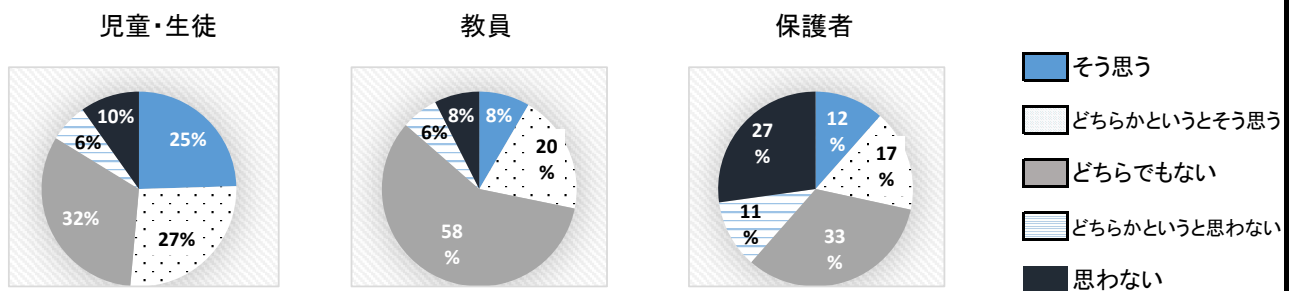 児童・生徒
教員
保護者
25%
27%
32%
6%
10%
8%
20
%
58
%
6%
8%
12
%
17
%
33
%
11
%
27
%
そう思う
どちらかというとそう思う
どちらでもない
どちらかというと思わない
思わない